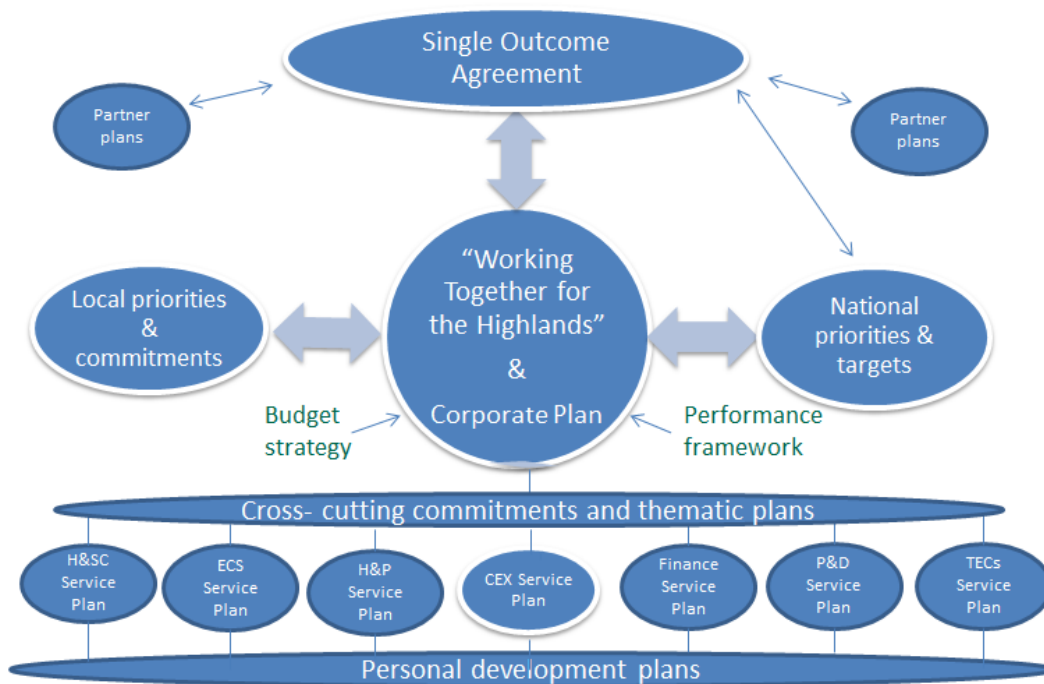 Single Outcome
Agreement
Partner
plans
Partner
plans
“Working
Together for
the Highlands”
&
Corporate Plan
Local priorities
&
commitments
National
priorities &
targets
Budget
strategy
Performance
framework
Cross- cutting commitments and thematic plans
H&SC
Service
Plan
ECS
Service
Plan
H&P
Service
Plan
CEX Service
Plan
Finance
Service
Plan
P&D
Service
Plan
TECs
Service
Plan
Personal development plans